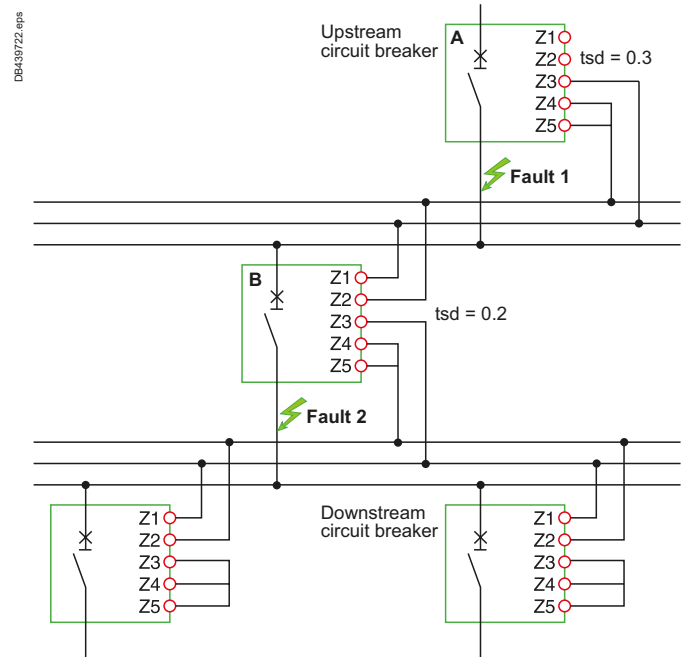 DB439722.eps
Upstream
circuit breaker
A
Z1
Z2
Z3
Z4
Z5
tsd = 0.3
Fault 1
B
Z1
Z2
Z3
Z4
Z5
tsd = 0.2
Fault 2
Z1
Z2
Z3
Z4
Z5
Downstream
circuit breaker
Z1
Z2
Z3
Z4
Z5